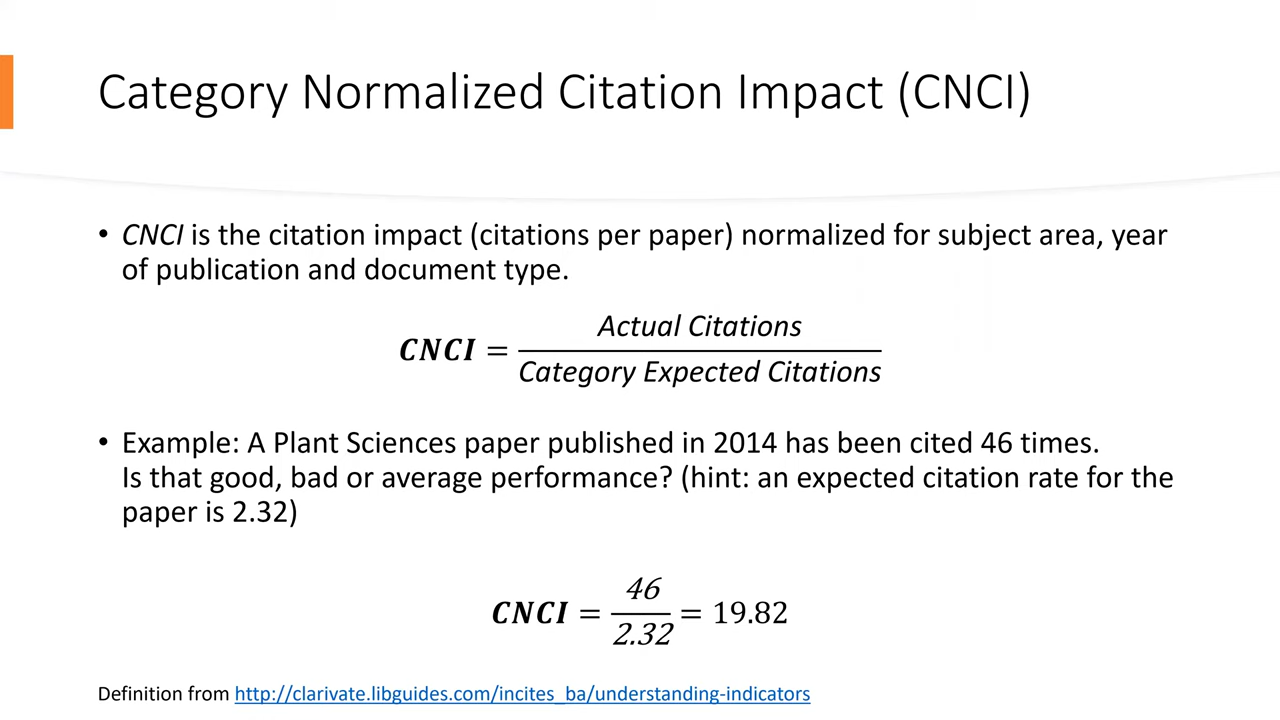 Category Normalized Citation Impact (CNCI)
• CNCI is the citation impact (citations per paper) normalized for subject area, year
of publication and document type.
CNCI = Actual Citations / Category Expected Citations
• Example: A Plant Sciences paper published in 2014 has been cited 46 times.
Is that good, bad or average performance? (hint: an expected citation rate for the
paper is 2.32)
CNCI = 46 / 2.32 = 19.82
Definition from http://clarivate.libguides.com/incites_ba/understanding-indicators